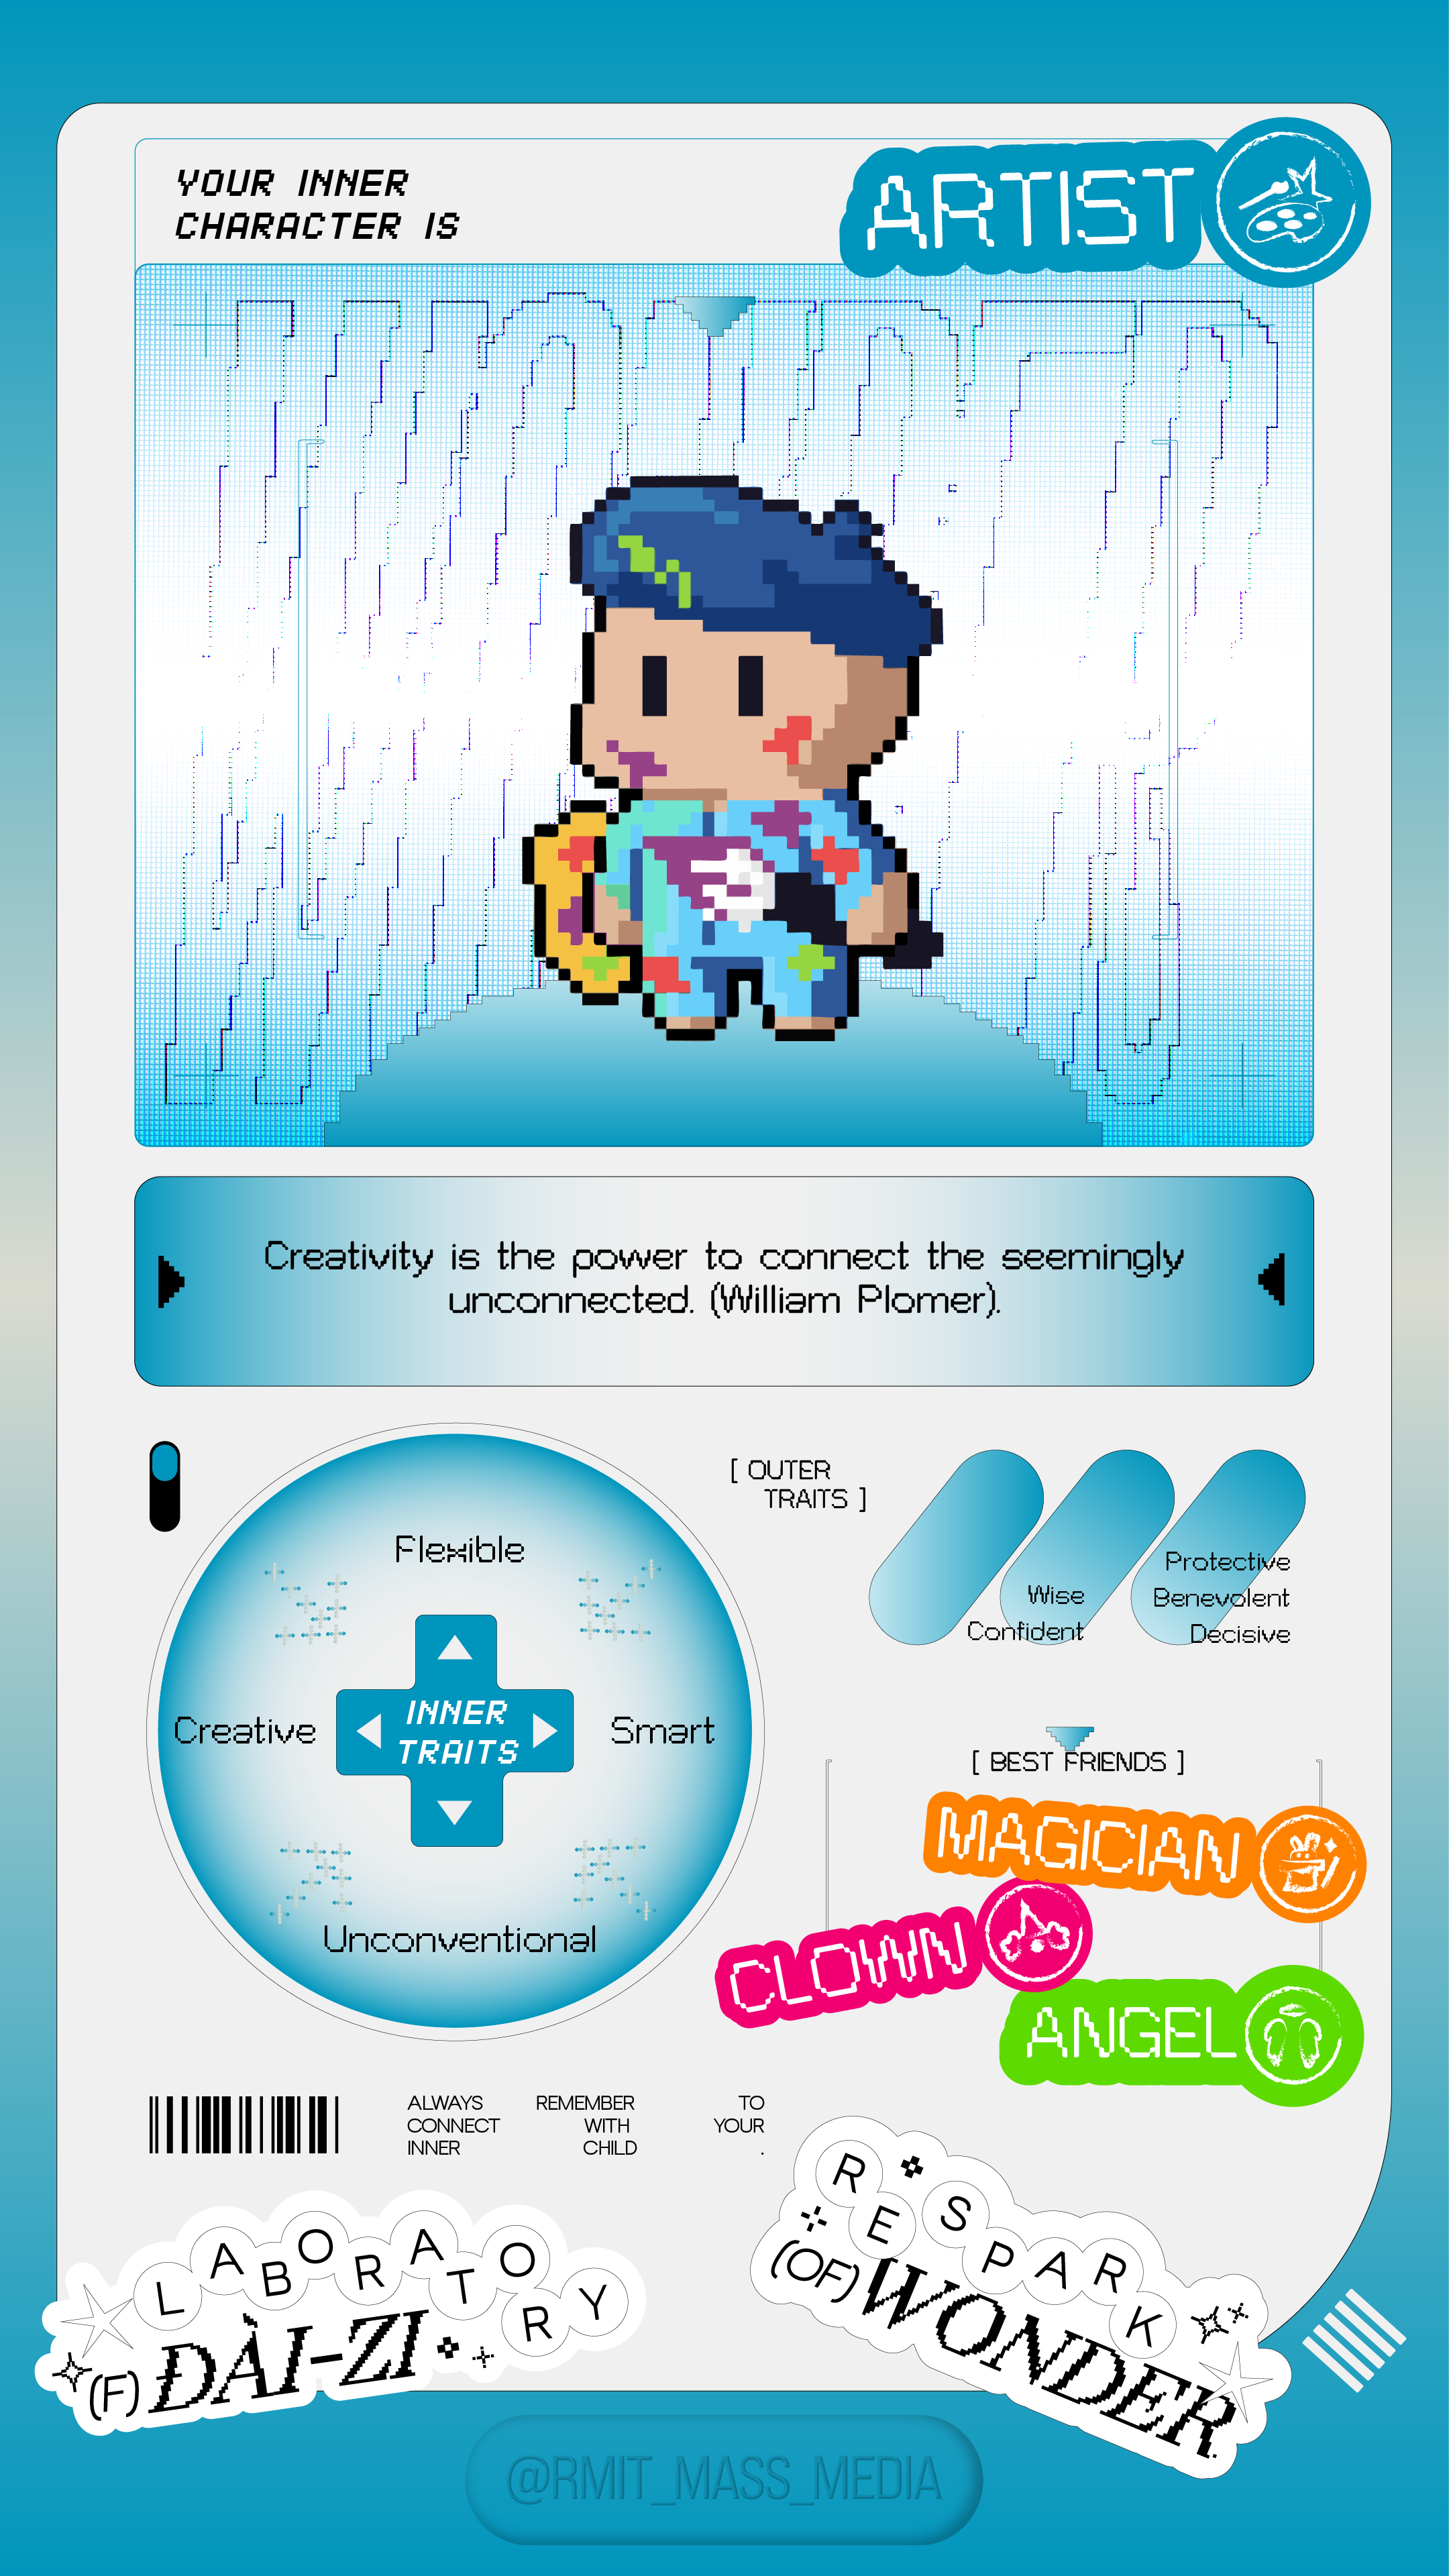 YOUR INNER
CHARACTER IS
ARTIST
Creativity is the power to connect the seemingly
unconnected. (William Plomer).
Flexible
Creative
INNER
TRAITS
Smart
Unconventional
[ OUTER
TRAITS ]
Wise
Confident
Protective
Benevolent
Decisive
[ BEST FRIENDS ]
MAGICIAN
CLOWN
ANGEL
ALWAYS REMEMBER TO
CONNECT WITH YOUR
INNER CHILD .
LABORATORY
(F) ĐÀI-ZI
RESPARK
(OF) WONDER
@RMIT_MASS_MEDIA